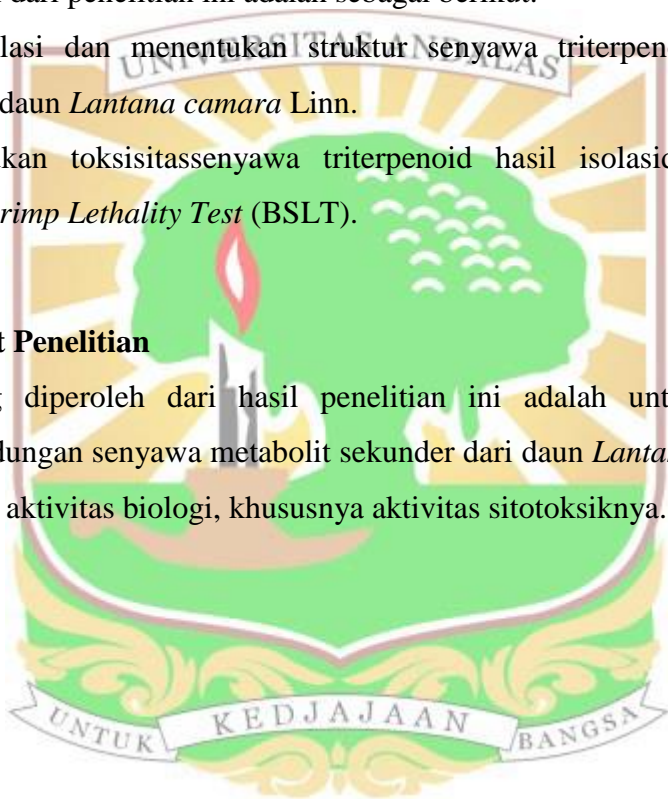 dari penelitian ini adalah sebagai berikut:
lasi dan menentukan struktur senyawa triterpen
daun Lantana camara Linn.
kan toksisitassenyawa triterpenoid hasil isolasid
rimp Lethality Test (BSLT).
t Penelitian
diperoleh dari hasil penelitian ini adalah unt
dungan senyawa metabolit sekunder dari daun Lantan
aktivitas biologi, khususnya aktivitas sitotoksiknya.
UNIVERSITAS ANDALAS
UNTUK KEDJAJAAN BANGSA